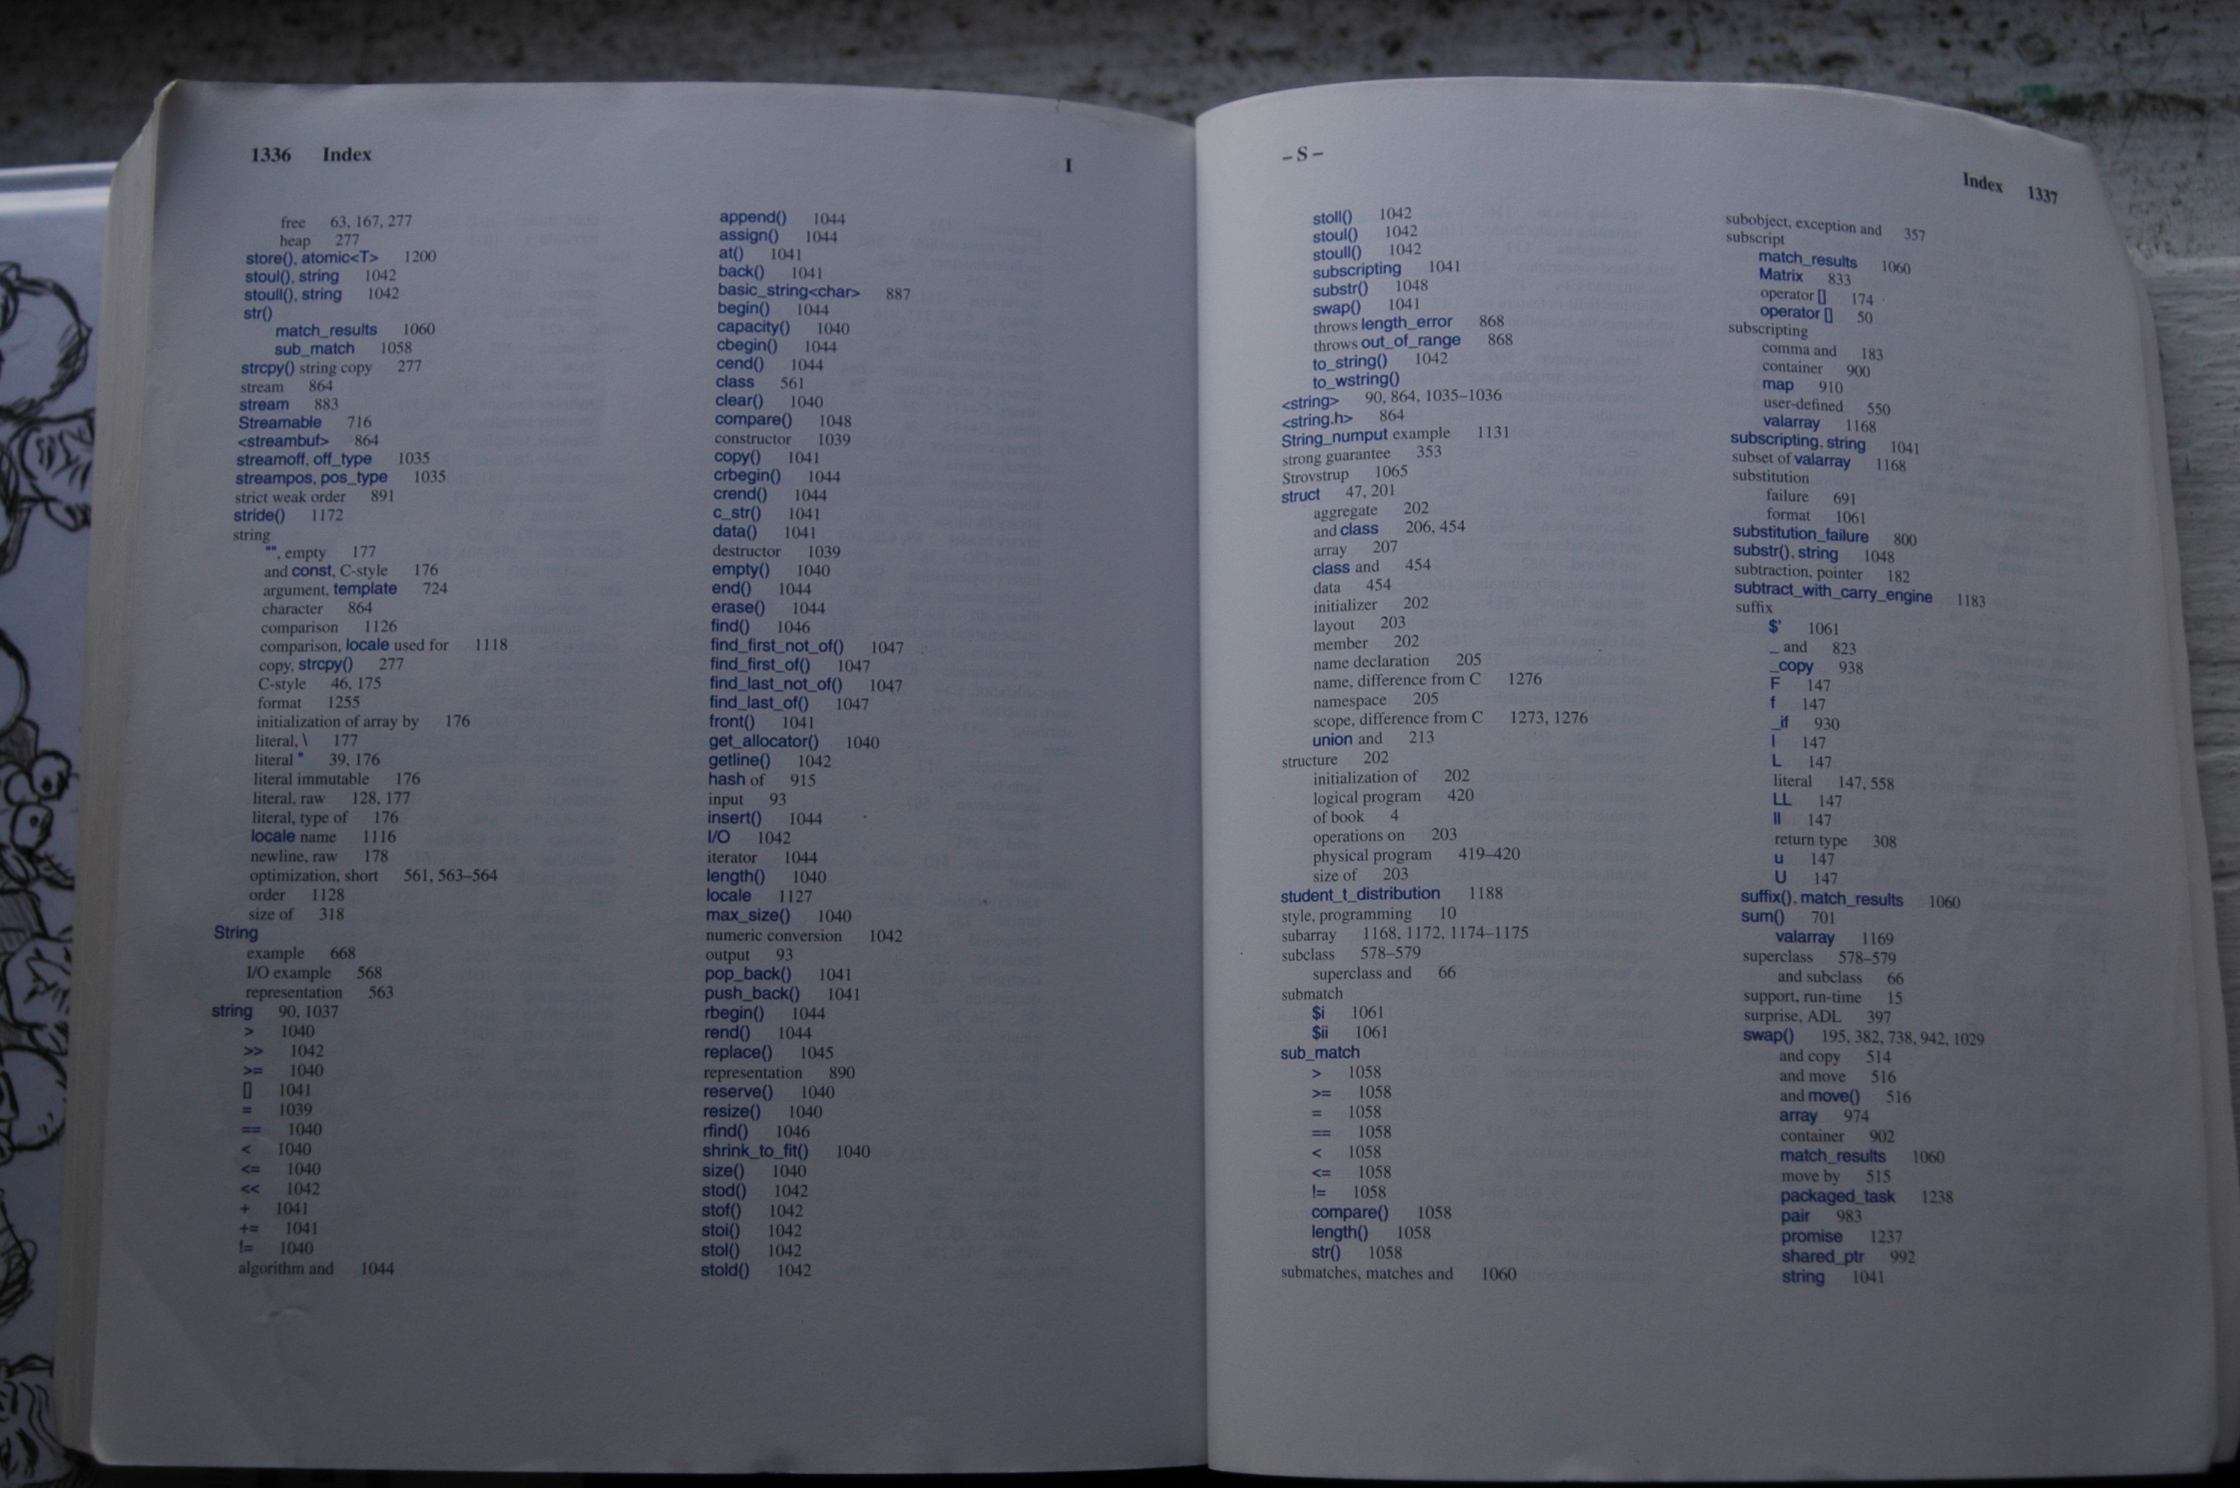 1336 Index
I
free 63, 167, 277
heap 277
store(), atomic<T> 1200
stoul(), string 1042
stoull(), string 1042
str()
match_results 1060
sub_match 1058
strcpy() string copy 277
stream 864
stream 883
Streamable 716
<streambuf> 864
streamoff, off_type 1035
streampos, pos_type 1035
strict weak order 891
stride() 1172
string
"", empty 177
and const, C-style 176
argument, template 724
character 864
comparison 1126
comparison, locale used for 1118
copy, strcpy() 277
C-style 46, 175
format 1255
initialization of array by 176
literal, \ 177
literal " 39, 176
literal immutable 176
literal, raw 128, 177
literal, type of 176
locale name 1116
newline, raw 178
optimization, short 561, 563–564
order 1128
size of 318
String
example 668
I/O example 568
representation 563
string 90, 1037
> 1040
>> 1042
>= 1040
[] 1041
= 1039
== 1040
< 1040
<= 1040
<< 1042
+ 1041
+= 1041
!= 1040
algorithm and 1044
append() 1044
assign() 1044
at() 1041
back() 1041
basic_string<char> 887
begin() 1044
capacity() 1040
cbegin() 1044
cend() 1044
class 561
clear() 1040
compare() 1048
constructor 1039
copy() 1041
crbegin() 1044
crend() 1044
c_str() 1041
data() 1041
destructor 1039
empty() 1040
end() 1044
erase() 1044
find() 1046
find_first_not_of() 1047
find_first_of() 1047
find_last_not_of() 1047
find_last_of() 1047
front() 1041
get_allocator() 1040
getline() 1042
hash of 915
input 93
insert() 1044
I/O 1042
iterator 1044
length() 1040
locale 1127
max_size() 1040
numeric conversion 1042
output 93
pop_back() 1041
push_back() 1041
rbegin() 1044
rend() 1044
replace() 1045
representation 890
reserve() 1040
resize() 1040
rfind() 1046
shrink_to_fit() 1040
size() 1040
stod() 1042
stof() 1042
stoi() 1042
stol() 1042
stold() 1042
– S –
Index 1337
stoll() 1042
stoul() 1042
stoull() 1042
subscripting 1041
substr() 1048
swap() 1041
throws length_error 868
throws out_of_range 868
to_string() 1042
to_wstring()
<string> 90, 864, 1035–1036
<string.h> 864
String_numput example 1131
strong guarantee 353
Strovstrup 1065
struct 47, 201
aggregate 202
and class 206, 454
array 207
class and 454
data 454
initializer 202
layout 203
member 202
name declaration 205
name, difference from C 1276
namespace 205
scope, difference from C 1273, 1276
union and 213
structure 202
initialization of 202
logical program 420
of book 4
operations on 203
physical program 419–420
size of 203
student_t_distribution 1188
style, programming 10
subarray 1168, 1172, 1174–1175
subclass 578–579
superclass and 66
submatch
$i 1061
$ii 1061
sub_match
> 1058
>= 1058
= 1058
== 1058
< 1058
<= 1058
!= 1058
compare() 1058
length() 1058
str() 1058
submatches, matches and 1060
subobject, exception and 357
subscript
match_results 1060
Matrix 833
operator [] 174
operator [] 50
subscripting
comma and 183
container 900
map 910
user-defined 550
valarray 1168
subscripting, string 1041
subset of valarray 1168
substitution
failure 691
format 1061
substitution_failure 800
substr(), string 1048
subtraction, pointer 182
subtract_with_carry_engine 1183
suffix
$' 1061
_ and 823
_copy 938
F 147
f 147
_if 930
l 147
L 147
literal 147, 558
LL 147
ll 147
return type 308
u 147
U 147
suffix(), match_results 1060
sum() 701
valarray 1169
superclass 578–579
and subclass 66
support, run-time 15
surprise, ADL 397
swap() 195, 382, 738, 942, 1029
and copy 514
and move 516
and move() 516
array 974
container 902
match_results 1060
move by 515
packaged_task 1238
pair 983
promise 1237
shared_ptr 992
string 1041